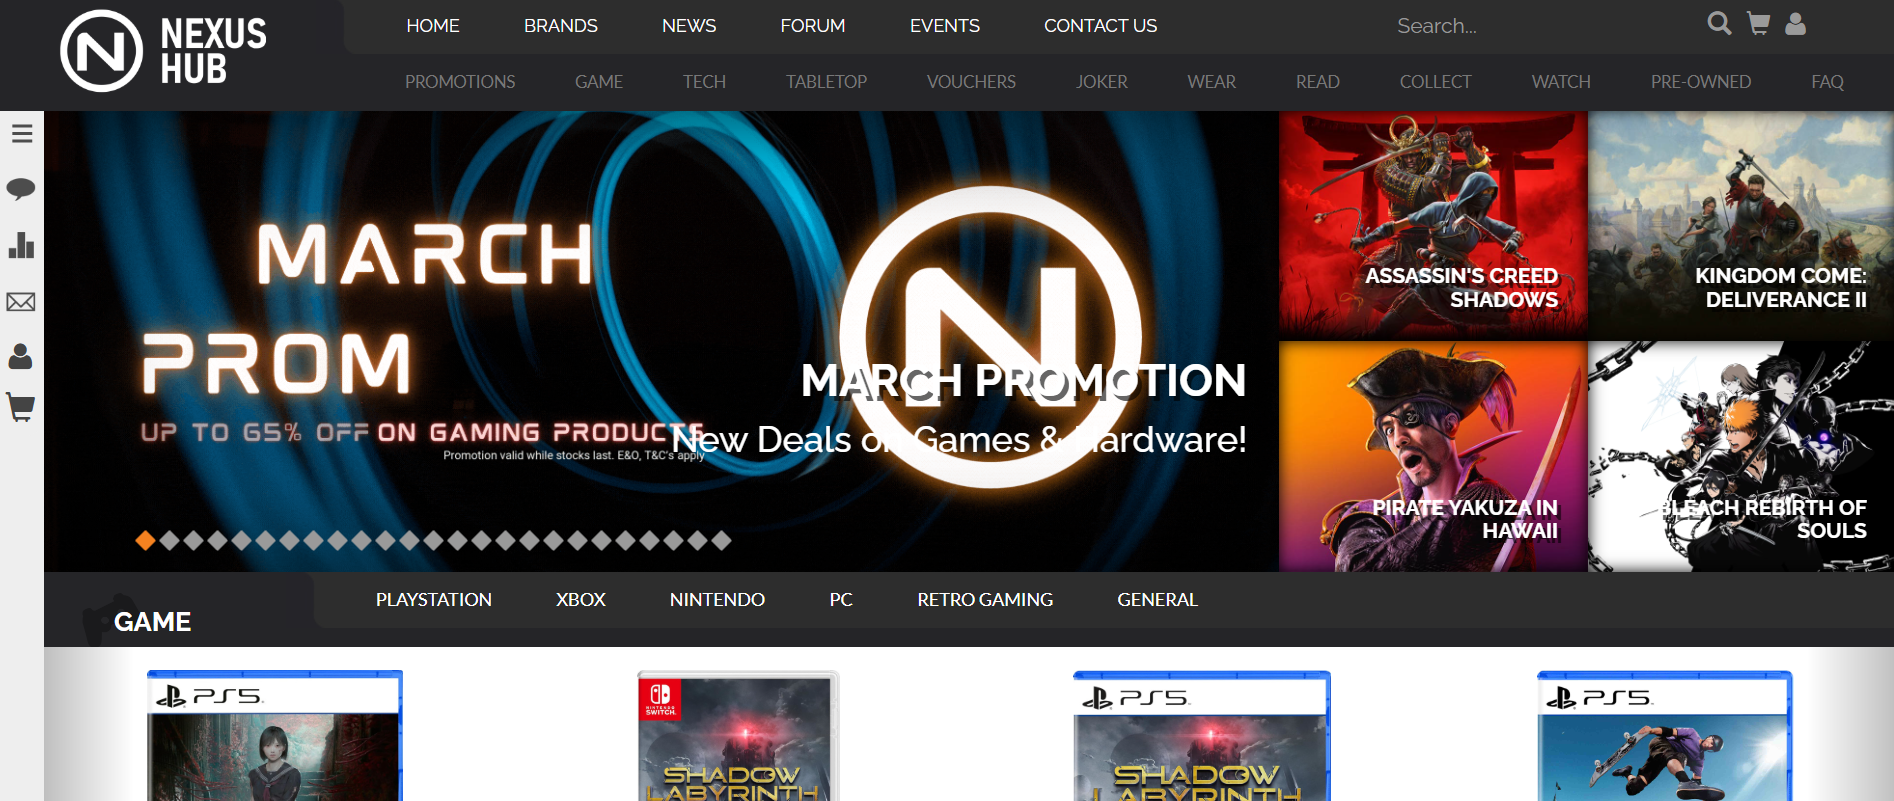 NEXUS
HUB
HOME BRANDS NEWS FORUM EVENTS CONTACT US Search...
PROMOTIONS GAME TECH TABLETOP VOUCHERS JOKER WEAR READ COLLECT WATCH PRE-OWNED FAQ
MARCH
PROM
UP TO 65% OFF ON GAMING PRODUCTS
Promotion valid while stocks last. E&O, T&C's apply
N
MARCH PROMOTION
New Deals on Games & Hardware!
ASSASSIN'S CREED
SHADOWS
KINGDOM COME:
DELIVERANCE II
PIRATE YAKUZA IN
HAWAII
BLEACH REBIRTH OF
SOULS
GAME
PLAYSTATION XBOX NINTENDO PC RETRO GAMING GENERAL
PS5
NINTENDO
SWITCH
SHADOW
LABYRINTH
PS5
SHADOW
LABYRINTH
PS5